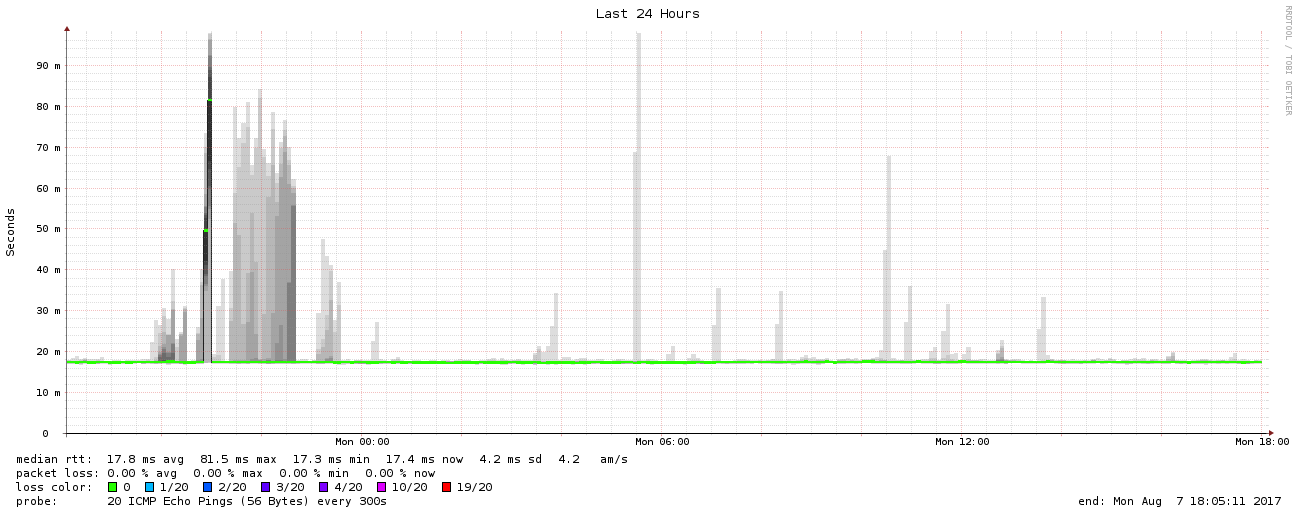 Last 24 Hours
RRDTOOL / TOBI OETIKER
Seconds
90 m
80 m
70 m
60 m
50 m
40 m
30 m
20 m
10 m
0
Mon 00:00 Mon 06:00 Mon 12:00 Mon 18:00
median rtt: 17.8 ms avg 81.5 ms max 17.3 ms min 17.4 ms now 4.2 ms sd 4.2 am/s
packet loss: 0.00 % avg 0.00 % max 0.00 % min 0.00 % now
loss color: 0 1/20 2/20 3/20 4/20 10/20 19/20
probe: 20 ICMP Echo Pings (56 Bytes) every 300s end: Mon Aug 7 18:05:11 2017